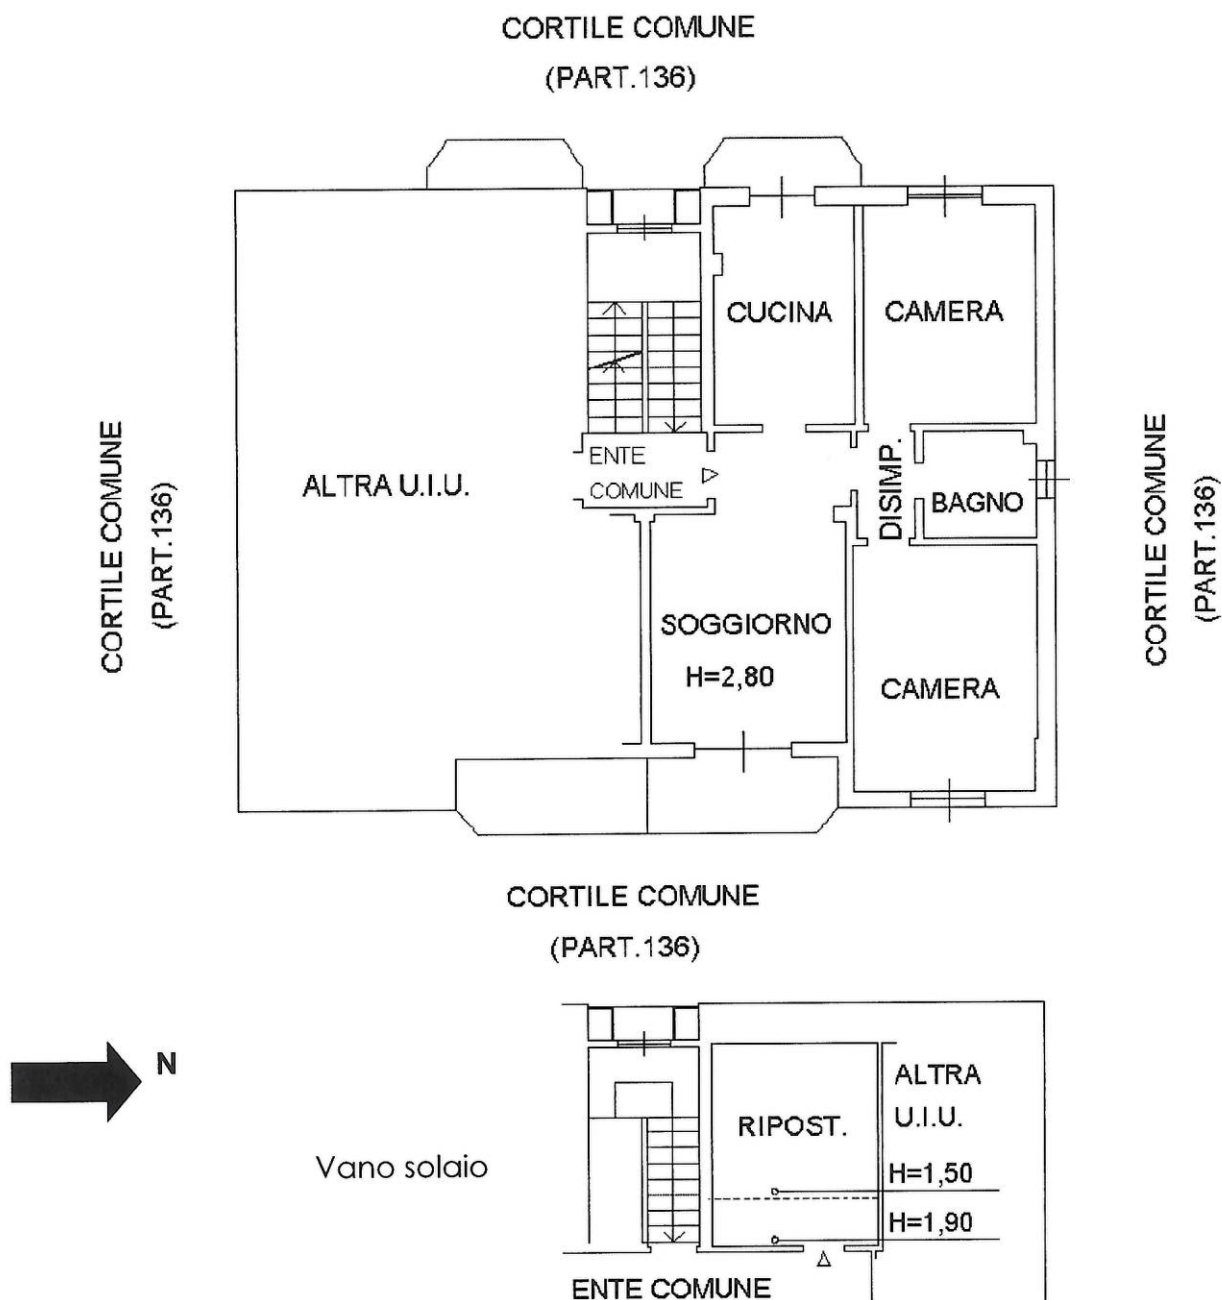 CORTILE COMUNE
(PART.136)
CUCINA
CAMERA
ENTE
COMUNE
ALTRA U.I.U.
DISIMP.
BAGNO
CORTILE COMUNE
(PART.136)
CORTILE COMUNE
(PART.136)
SOGGIORNO
H=2,80
CAMERA
CORTILE COMUNE
(PART.136)
N
ALTRA
U.I.U.
RIPOST.
Vano solaio
H=1,50
H=1,90
ENTE COMUNE